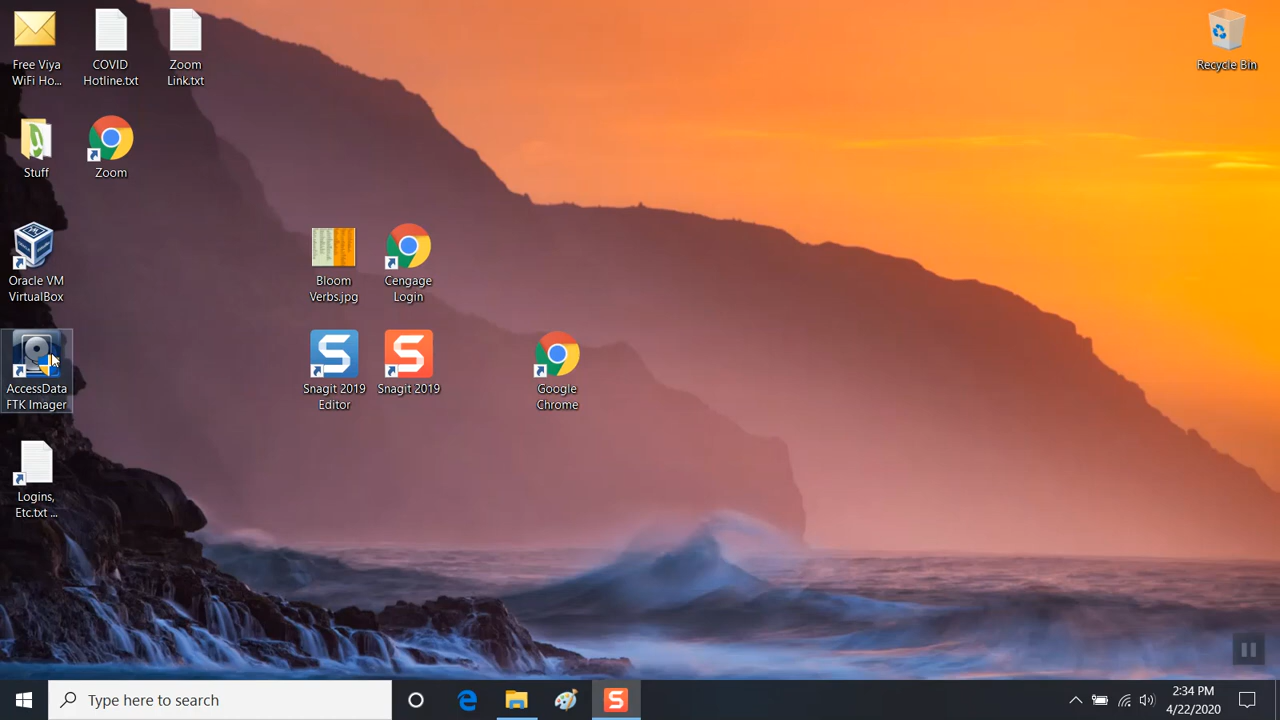 Free Viya
WiFi Ho...
COVID
Hotline.txt
Zoom
Link.txt
Recycle Bin
Stuff
Zoom
Oracle VM
VirtualBox
Bloom
Verbs.jpg
Cengage
Login
AccessData
FTK Imager
Snagit 2019
Editor
Snagit 2019
Google
Chrome
Logins,
Etc.txt ...
Type here to search
2:34 PM
4/22/2020